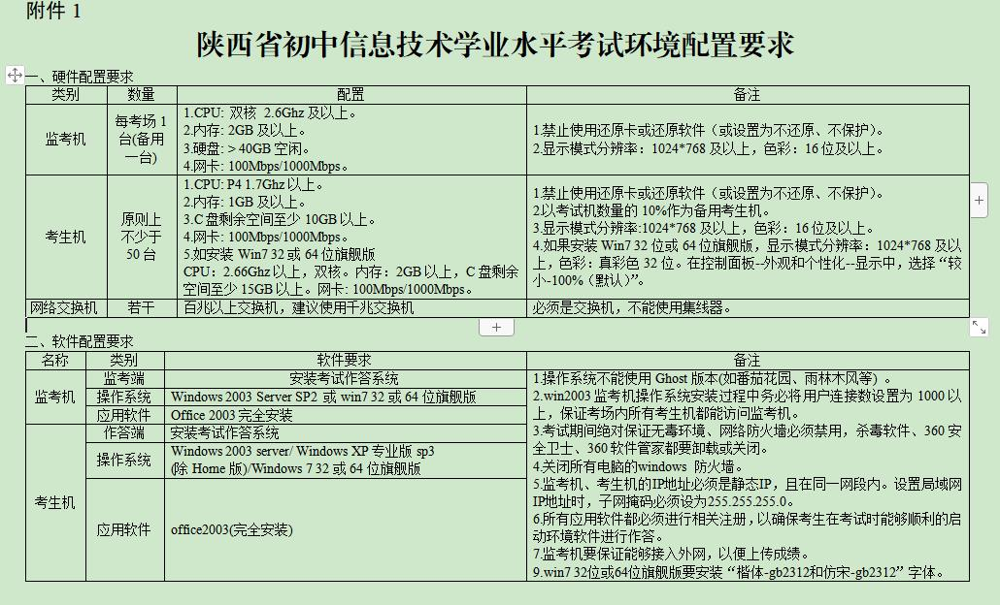 附件 1
陕西省初中信息技术学业水平考试环境配置要求
一、硬件配置要求
类别 数量 配置 备注
监考机
每考场 1
台(备用
一台)
1.CPU: 双核 2.6Ghz 及以上。
2.内存: 2GB 及以上。
3.硬盘: > 40GB 空闲。
4.网卡: 100Mbps/1000Mbps。
1.禁止使用还原卡或还原软件（或设置为不还原、不保护）。
2.显示模式分辨率：1024*768 及以上，色彩：16 位及以上。
考生机
原则上
不少于
50 台
1.CPU: P4 1.7Ghz 以上。
2.内存: 1GB 及以上。
3.C 盘剩余空间至少 10GB 以上。
4.网卡: 100Mbps/1000Mbps。
5.如安装 Win7 32 或 64 位旗舰版
CPU：2.66Ghz 以上，双核。内存：2GB 以上，C 盘剩余
空间至少 15GB 以上。网卡: 100Mbps/1000Mbps。
1.禁止使用还原卡或还原软件（或设置为不还原、不保护）。
2.以考试机数量的 10%作为备用考生机。
3.显示模式分辨率:1024*768 及以上，色彩：16 位及以上。
4.如果安装 Win7 32 位或 64 位旗舰版，显示模式分辨率：1024*768 及以
上，色彩：真彩色 32 位。在控制面板--外观和个性化--显示中，选择“较
小-100%（默认）”。
网络交换机 若干 百兆以上交换机，建议使用千兆交换机 必须是交换机，不能使用集线器。
二、软件配置要求
名称 类别 软件要求 备注
监考机
监考端 安装考试作答系统
操作系统 Windows 2003 Server SP2 或 win7 32 或 64 位旗舰版
应用软件 Office 2003 完全安装
考生机
作答端 安装考试作答系统
操作系统
Windows 2003 server/ Windows XP 专业版 sp3
(除 Home 版)/Windows 7 32 或 64 位旗舰版
应用软件 office2003(完全安装)
1.操作系统不能使用 Ghost 版本(如番茄花园、雨林木风等) 。
2.win2003 监考机操作系统安装过程中务必将用户连接数设置为 1000 以
上，保证考场内所有考生机都能访问监考机。
3.考试期间绝对保证无毒环境、网络防火墙必须禁用，杀毒软件、360 安
全卫士、360 软件管家都要卸载或关闭。
4.关闭所有电脑的windows 防火墙。
5.监考机、考生机的IP地址必须是静态IP，且在同一网段内。设置局域网
IP地址时，子网掩码必须设为255.255.255.0。
6.所有应用软件都必须进行相关注册，以确保考生在考试时能够顺利的启
动环境软件进行作答。
7.监考机要保证能够接入外网，以便上传成绩。
9.win7 32位或64位旗舰版要安装“楷体-gb2312和仿宋-gb2312”字体。